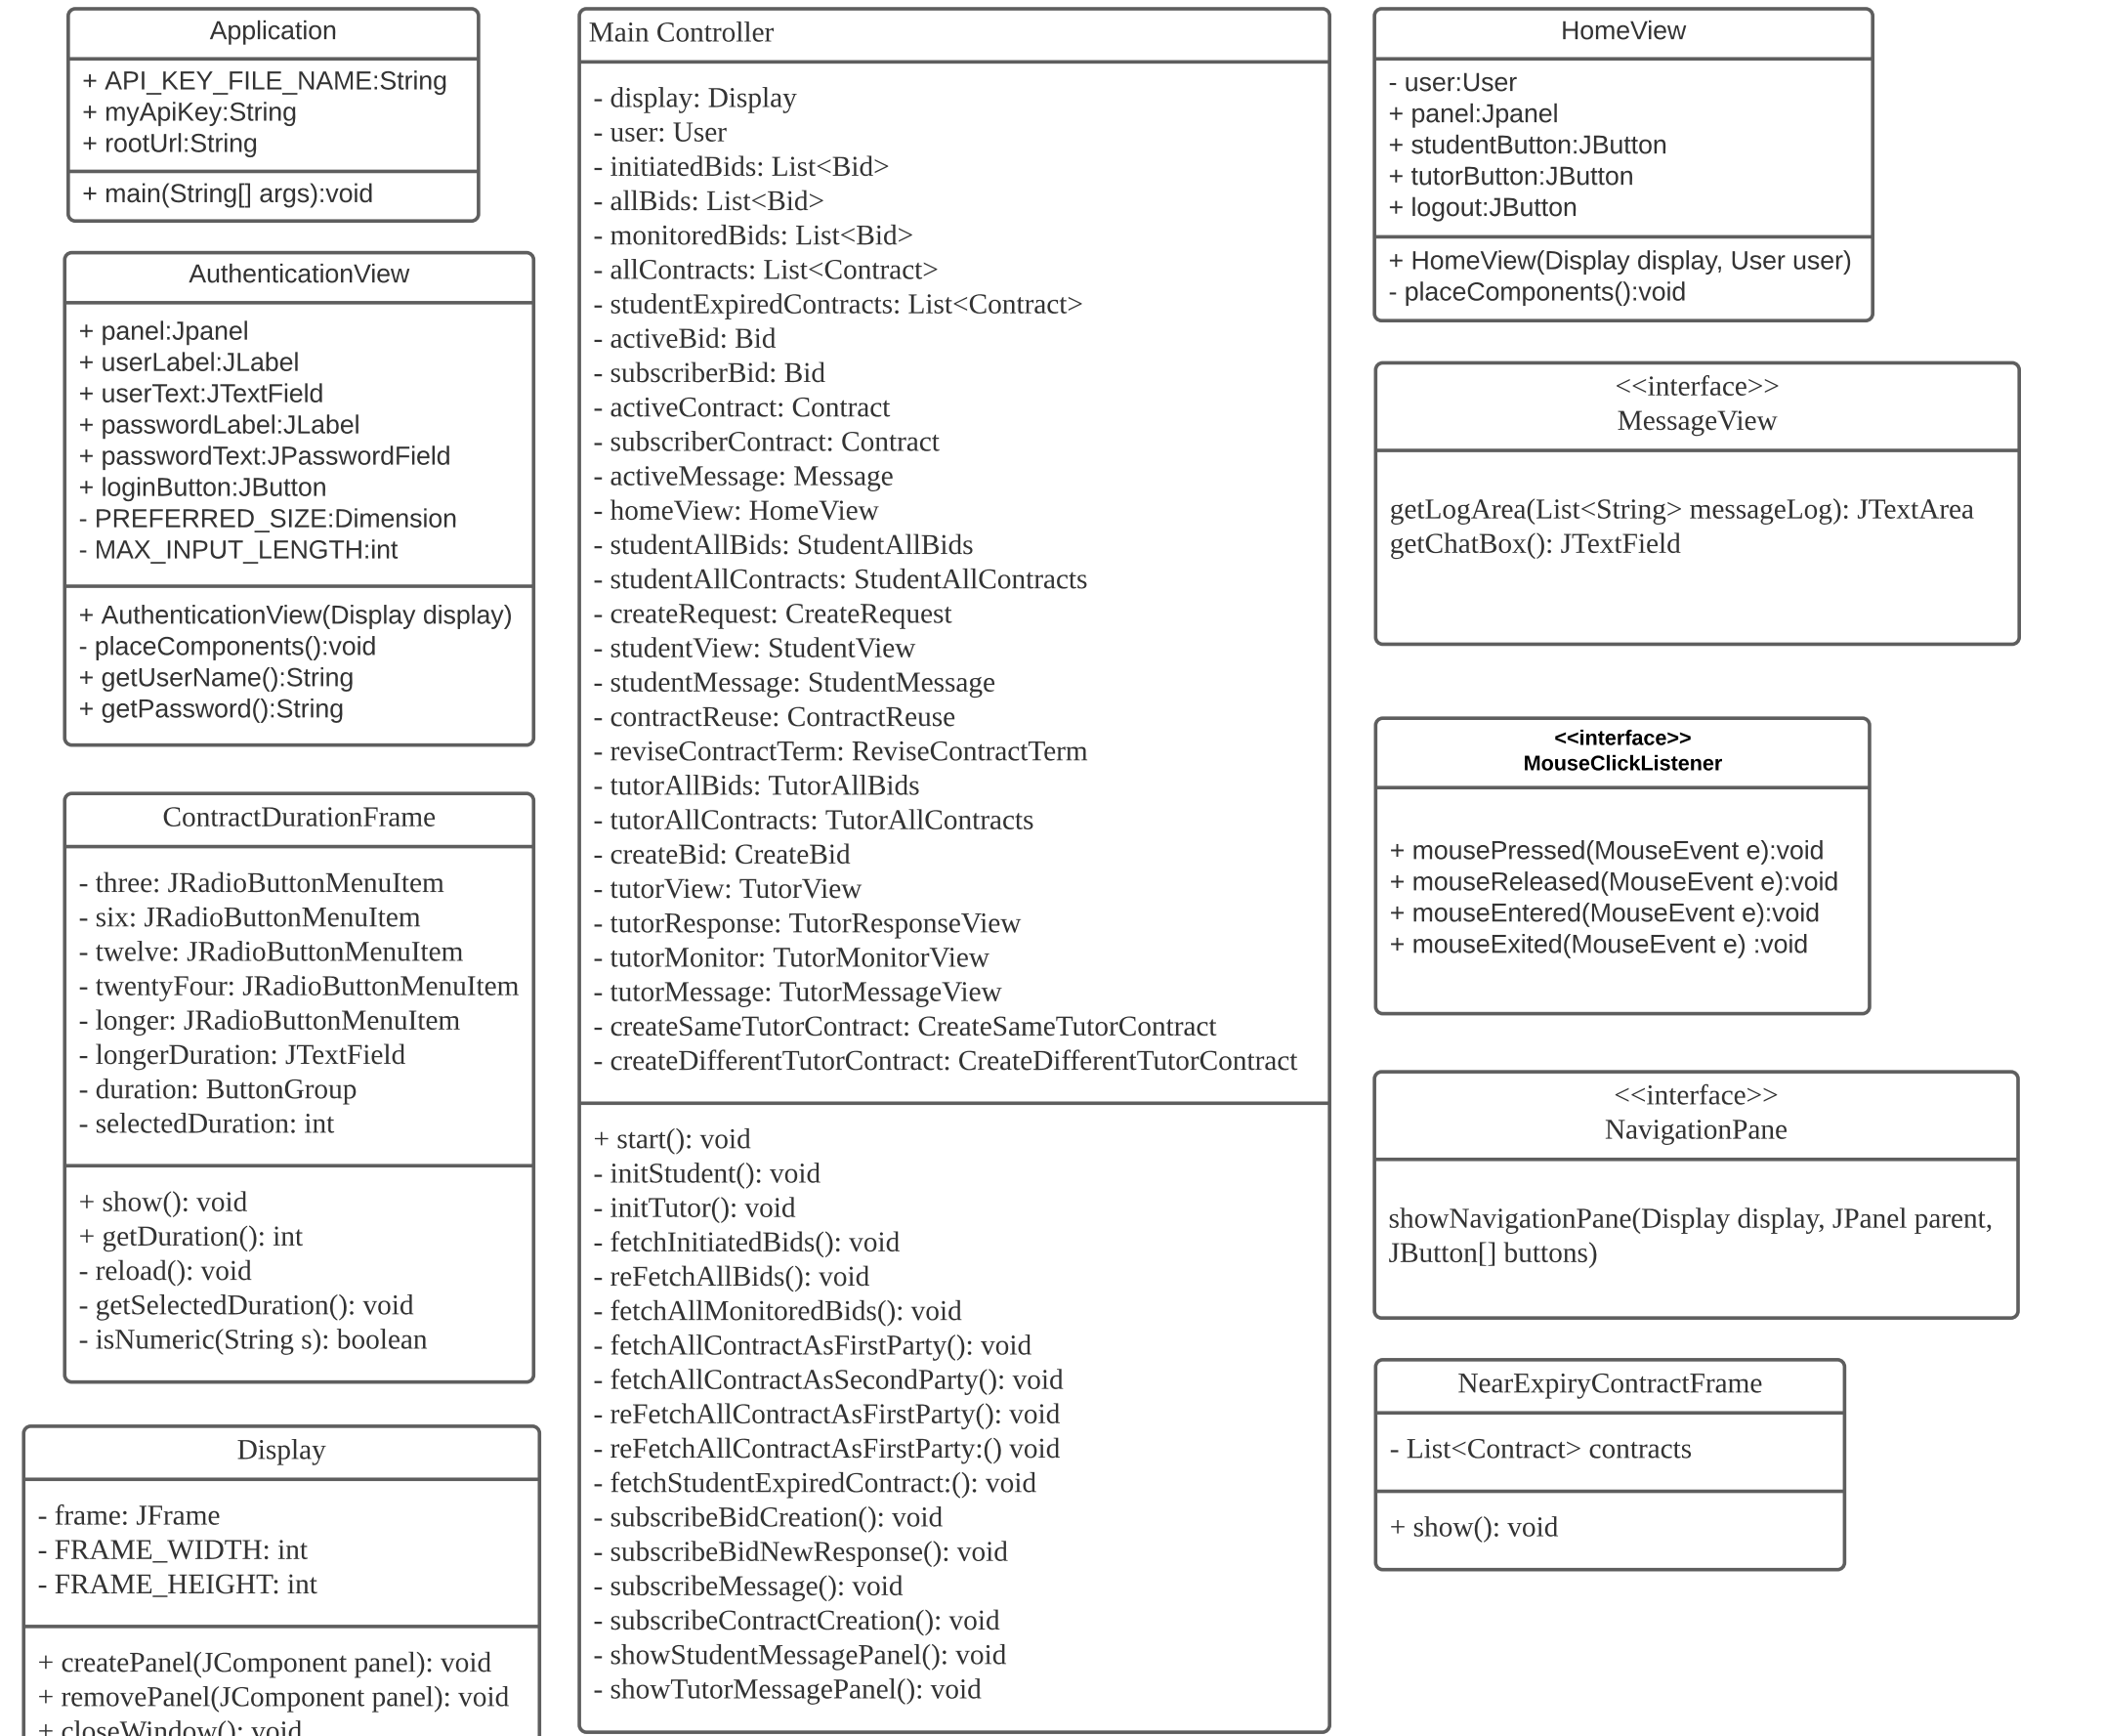 Application
+ API_KEY_FILE_NAME:String
+ myApiKey:String
+ rootUrl:String
+ main(String[] args):void
AuthenticationView
+ panel:Jpanel
+ userLabel:JLabel
+ userText:JTextField
+ passwordLabel:JLabel
+ passwordText:JPasswordField
+ loginButton:JButton
- PREFERRED_SIZE:Dimension
- MAX_INPUT_LENGTH:int
+ AuthenticationView(Display display)
- placeComponents():void
+ getUserName():String
+ getPassword():String
ContractDurationFrame
- three: JRadioButtonMenuItem
- six: JRadioButtonMenuItem
- twelve: JRadioButtonMenuItem
- twentyFour: JRadioButtonMenuItem
- longer: JRadioButtonMenuItem
- longerDuration: JTextField
- duration: ButtonGroup
- selectedDuration: int
+ show(): void
+ getDuration(): int
- reload(): void
- getSelectedDuration(): void
- isNumeric(String s): boolean
Display
- frame: JFrame
- FRAME_WIDTH: int
- FRAME_HEIGHT: int
+ createPanel(JComponent panel): void
+ removePanel(JComponent panel): void
+ closeWindow(): void
Main Controller
- display: Display
- user: User
- initiatedBids: List<Bid>
- allBids: List<Bid>
- monitoredBids: List<Bid>
- allContracts: List<Contract>
- studentExpiredContracts: List<Contract>
- activeBid: Bid
- subscriberBid: Bid
- activeContract: Contract
- subscriberContract: Contract
- activeMessage: Message
- homeView: HomeView
- studentAllBids: StudentAllBids
- studentAllContracts: StudentAllContracts
- createRequest: CreateRequest
- studentView: StudentView
- studentMessage: StudentMessage
- contractReuse: ContractReuse
- reviseContractTerm: ReviseContractTerm
- tutorAllBids: TutorAllBids
- tutorAllContracts: TutorAllContracts
- createBid: CreateBid
- tutorView: TutorView
- tutorResponse: TutorResponseView
- tutorMonitor: TutorMonitorView
- tutorMessage: TutorMessageView
- createSameTutorContract: CreateSameTutorContract
- createDifferentTutorContract: CreateDifferentTutorContract
+ start(): void
- initStudent(): void
- initTutor(): void
- fetchInitiatedBids(): void
- reFetchAllBids(): void
- fetchAllMonitoredBids(): void
- fetchAllContractAsFirstParty(): void
- fetchAllContractAsSecondParty(): void
- reFetchAllContractAsFirstParty(): void
- reFetchAllContractAsFirstParty:() void
- fetchStudentExpiredContract:(): void
- subscribeBidCreation(): void
- subscribeBidNewResponse(): void
- subscribeMessage(): void
- subscribeContractCreation(): void
- showStudentMessagePanel(): void
- showTutorMessagePanel(): void
HomeView
- user:User
+ panel:Jpanel
+ studentButton:JButton
+ tutorButton:JButton
+ logout:JButton
+ HomeView(Display display, User user)
- placeComponents():void
<<interface>>
MessageView
getLogArea(List<String> messageLog): JTextArea
getChatBox(): JTextField
<<interface>>
MouseClickListener
+ mousePressed(MouseEvent e):void
+ mouseReleased(MouseEvent e):void
+ mouseEntered(MouseEvent e):void
+ mouseExited(MouseEvent e) :void
<<interface>>
NavigationPane
showNavigationPane(Display display, JPanel parent,
JButton[] buttons)
NearExpiryContractFrame
- List<Contract> contracts
+ show(): void